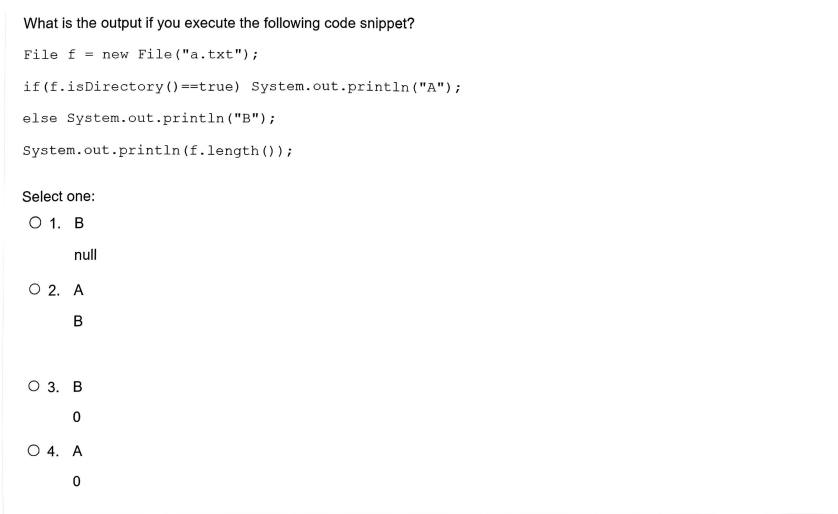 What is the output if you execute the following code snippet?
File f = new File("a.txt");
if(f.isDirectory()==true) System.out.println("A");
else System.out.println("B");
System.out.println(f.length());
Select one:
1. B
null
2. A
B
3. B
0
4. A
0